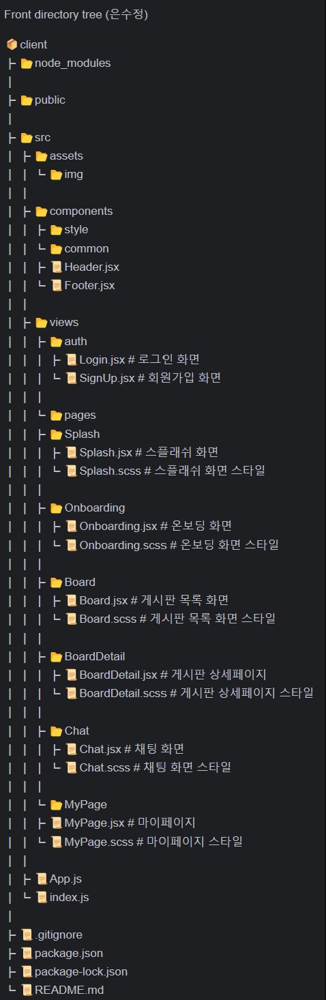 Front directory tree (은수정)
📦client
┣ 📂node_modules
┃
┣ 📂public
┃
┣ 📂src
┃ ┣ 📂assets
┃ ┃ ┗ 📂img
┃ ┃
┃ ┣ 📂components
┃ ┃ ┣ 📂style
┃ ┃ ┗ 📂common
┃ ┃ ┣ 📜Header.jsx
┃ ┃ ┗ 📜Footer.jsx
┃ ┃
┃ ┣ 📂views
┃ ┃ ┣ 📂auth
┃ ┃ ┃ ┣ 📜Login.jsx # 로그인 화면
┃ ┃ ┃ ┗ 📜SignUp.jsx # 회원가입 화면
┃ ┃ ┃
┃ ┃ ┗ 📂pages
┃ ┃ ┣ 📂Splash
┃ ┃ ┃ ┣ 📜Splash.jsx # 스플래쉬 화면
┃ ┃ ┃ ┗ 📜Splash.scss # 스플래쉬 화면 스타일
┃ ┃ ┃
┃ ┃ ┣ 📂Onboarding
┃ ┃ ┃ ┣ 📜Onboarding.jsx # 온보딩 화면
┃ ┃ ┃ ┗ 📜Onboarding.scss # 온보딩 화면 스타일
┃ ┃ ┃
┃ ┃ ┣ 📂Board
┃ ┃ ┃ ┣ 📜Board.jsx # 게시판 목록 화면
┃ ┃ ┃ ┗ 📜Board.scss # 게시판 목록 화면 스타일
┃ ┃ ┃
┃ ┃ ┣ 📂BoardDetail
┃ ┃ ┃ ┣ 📜BoardDetail.jsx # 게시판 상세페이지
┃ ┃ ┃ ┗ 📜BoardDetail.scss # 게시판 상세페이지 스타일
┃ ┃ ┃
┃ ┃ ┣ 📂Chat
┃ ┃ ┃ ┣ 📜Chat.jsx # 채팅 화면
┃ ┃ ┃ ┗ 📜Chat.scss # 채팅 화면 스타일
┃ ┃ ┃
┃ ┃ ┗ 📂MyPage
┃ ┃ ┣ 📜MyPage.jsx # 마이페이지
┃ ┃ ┗ 📜MyPage.scss # 마이페이지 스타일
┃ ┃
┃ ┣ 📜App.js
┃ ┗ 📜index.js
┃
┣ 📜.gitignore
┣ 📜package.json
┣ 📜package-lock.json
┗ 📜README.md